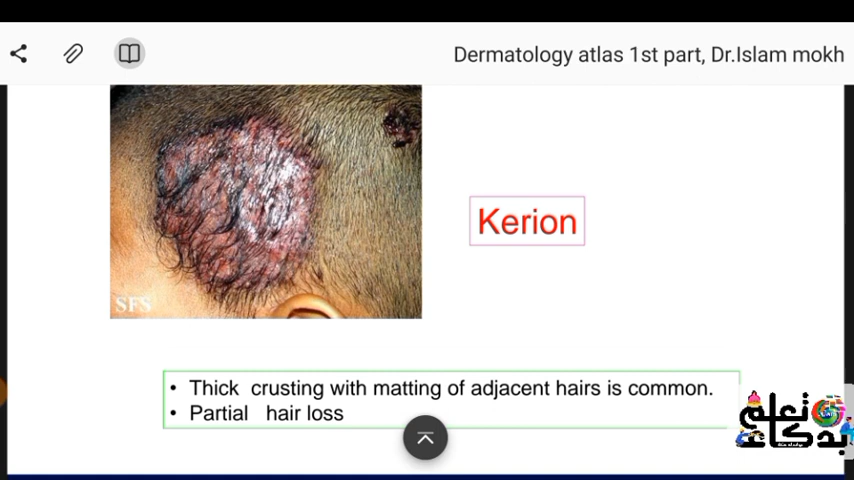 Dermatology atlas 1st part, Dr.Islam mokh
Kerion
SFS
• Thick crusting with matting of adjacent hairs is common.
• Partial hair loss
تعلم
بذكاء